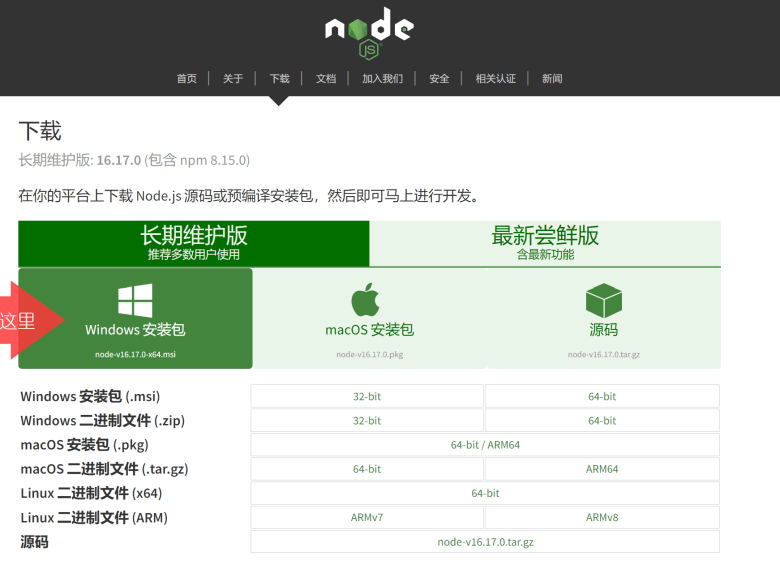 node
JS
首页 关于 下载 文档 加入我们 安全 相关认证 新闻
下载
长期维护版: 16.17.0 (包含 npm 8.15.0)
在你的平台上下载 Node.js 源码或预编译安装包，然后即可马上进行开发。
长期维护版
推荐多数用户使用
最新尝鲜版
含最新功能
这里
Windows 安装包
node-v16.17.0-x64.msi
macOS 安装包
node-v16.17.0.pkg
源码
node-v16.17.0.tar.gz
Windows 安装包 (.msi) 32-bit 64-bit
Windows 二进制文件 (.zip) 32-bit 64-bit
macOS 安装包 (.pkg) 64-bit / ARM64
macOS 二进制文件 (.tar.gz) 64-bit ARM64
Linux 二进制文件 (x64) 64-bit
Linux 二进制文件 (ARM) ARMv7 ARMv8
源码 node-v16.17.0.tar.gz